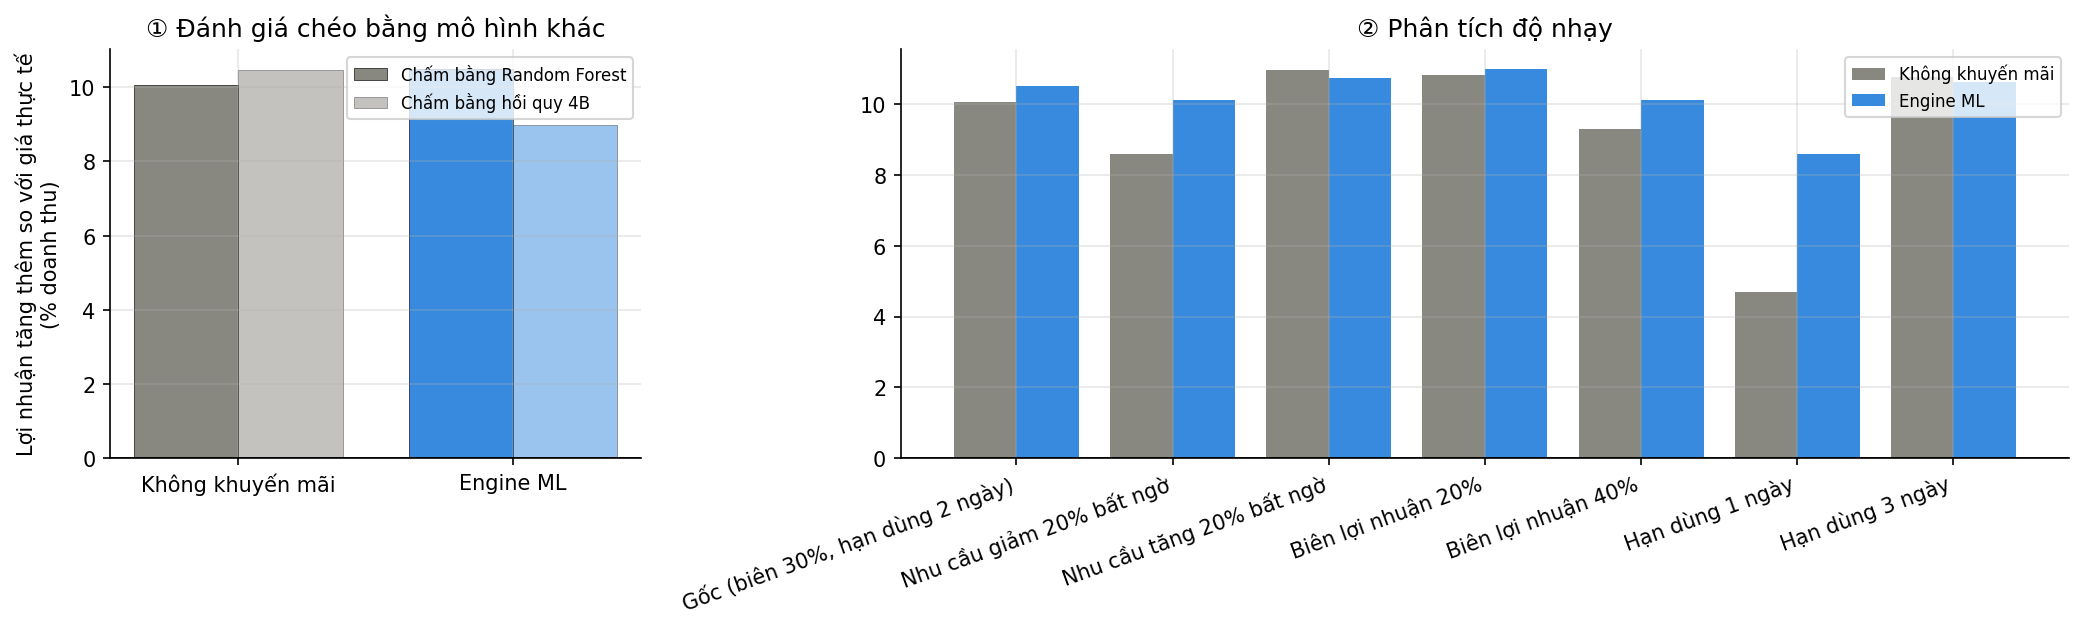 ① Đánh giá chéo bằng mô hình khác
Lợi nhuận tăng thêm so với giá thực tế
(% doanh thu)
10
8
6
4
2
0
Chấm bằng Random Forest
Chấm bằng hồi quy 4B
Không khuyến mãi
Engine ML
② Phân tích độ nhạy
10
8
6
4
2
0
Không khuyến mãi
Engine ML
Gốc (biên 30%, hạn dùng 2 ngày)
Nhu cầu giảm 20% bất ngờ
Nhu cầu tăng 20% bất ngờ
Biên lợi nhuận 20%
Biên lợi nhuận 40%
Hạn dùng 1 ngày
Hạn dùng 3 ngày